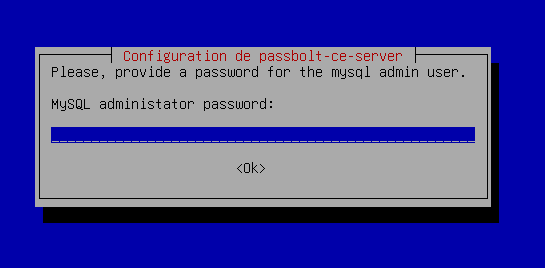 Configuration de passbolt-ce-server
Please, provide a password for the mysql admin user.
MySQL administator password:
<Ok>